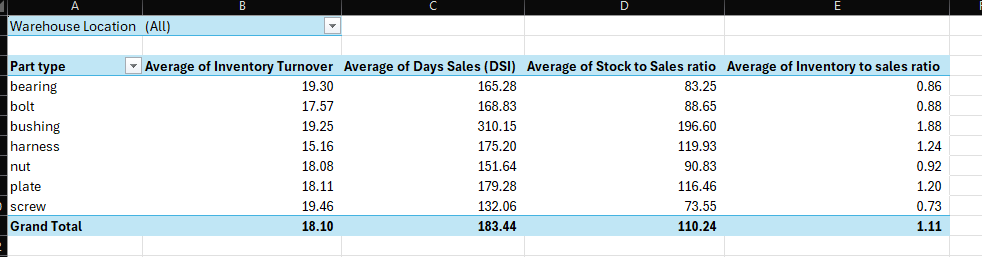 A B C D E
Warehouse Location (All)
Part type Average of Inventory Turnover Average of Days Sales (DSI) Average of Stock to Sales ratio Average of Inventory to sales ratio
bearing 19.30 165.28 83.25 0.86
bolt 17.57 168.83 88.65 0.88
bushing 19.25 310.15 196.60 1.88
harness 15.16 175.20 119.93 1.24
nut 18.08 151.64 90.83 0.92
plate 18.11 179.28 116.46 1.20
screw 19.46 132.06 73.55 0.73
Grand Total 18.10 183.44 110.24 1.11